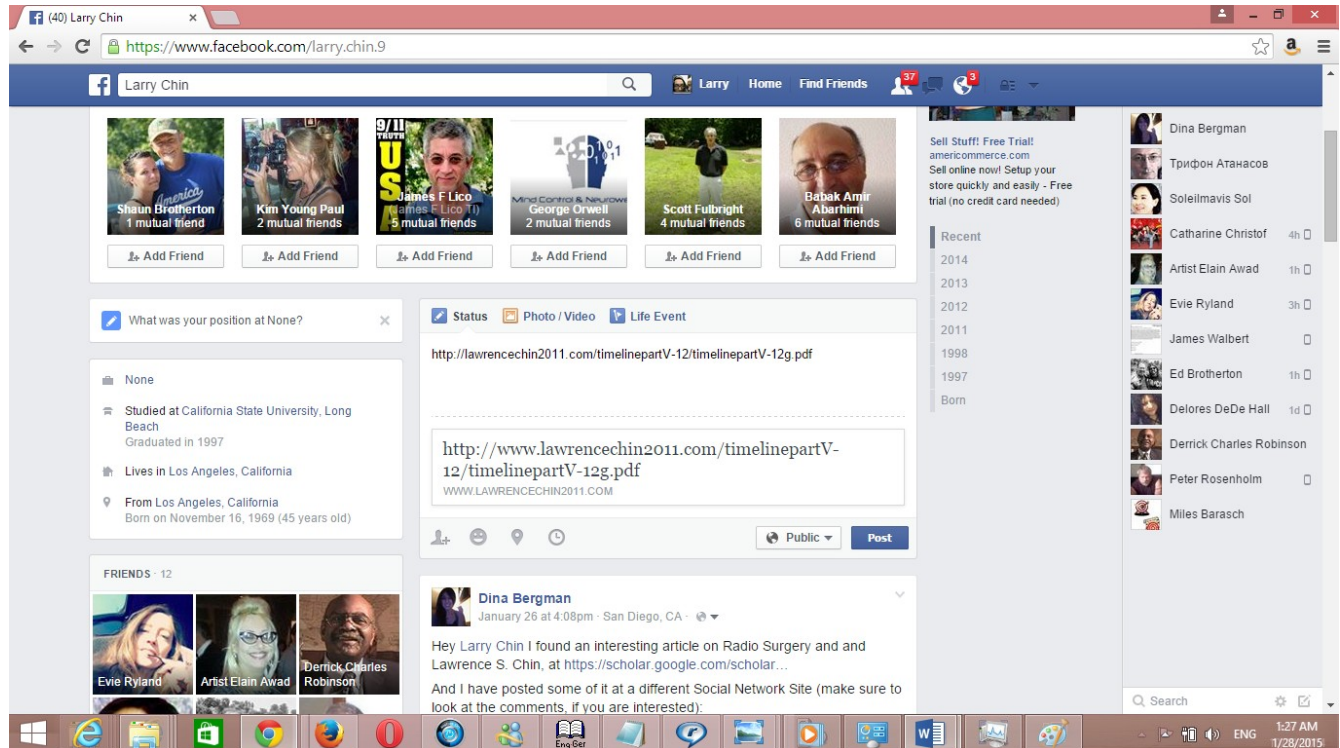 (40) Larry Chin
https://www.facebook.com/larry.chin.9
Larry Chin
Larry
Home
Find Friends
37
3
9/11
TRUTH
USA
Shaun Brotherton
1 mutual friend
Kim Young Paul
2 mutual friends
James F Lico
(James F Lico TI)
5 mutual friends
Mind Control &
George Orwell
2 mutual friends
Scott Fulbright
4 mutual friends
Babak Amir
Abarhimi
6 mutual friends
Add Friend
Add Friend
Add Friend
Add Friend
Add Friend
Add Friend
What was your position at None?
None
Studied at California State University, Long
Beach
Graduated in 1997
Lives in Los Angeles, California
From Los Angeles, California
Born on November 16, 1969 (45 years old)
FRIENDS · 12
Evie Ryland
Artist Elain Awad
Derrick Charles
Robinson
Status
Photo / Video
Life Event
http://lawrencechin2011.com/timelinepartV-12/timelinepartV-12g.pdf
http://www.lawrencechin2011.com/timelinepartV-
12/timelinepartV-12g.pdf
WWW.LAWRENCECHIN2011.COM
Public
Post
Dina Bergman
January 26 at 4:08pm · San Diego, CA ·
Hey Larry Chin I found an interesting article on Radio Surgery and and
Lawrence S. Chin, at https://scholar.google.com/scholar…
And I have posted some of it at a different Social Network Site (make sure to
look at the comments, if you are interested):
Sell Stuff! Free Trial!
americommerce.com
Sell online now! Setup your
store quickly and easily - Free
trial (no credit card needed)
Recent
2014
2013
2012
2011
1998
1997
Born
Dina Bergman
Трифон Атанасов
Soleilmavis Sol
Catharine Christof 4h
Artist Elain Awad 1h
Evie Ryland 3h
James Walbert
Ed Brotherton 1h
Delores DeDe Hall 1d
Derrick Charles Robinson
Peter Rosenholm
Miles Barasch
Search
Eng-Ger
ENG
1:27 AM
1/28/2015